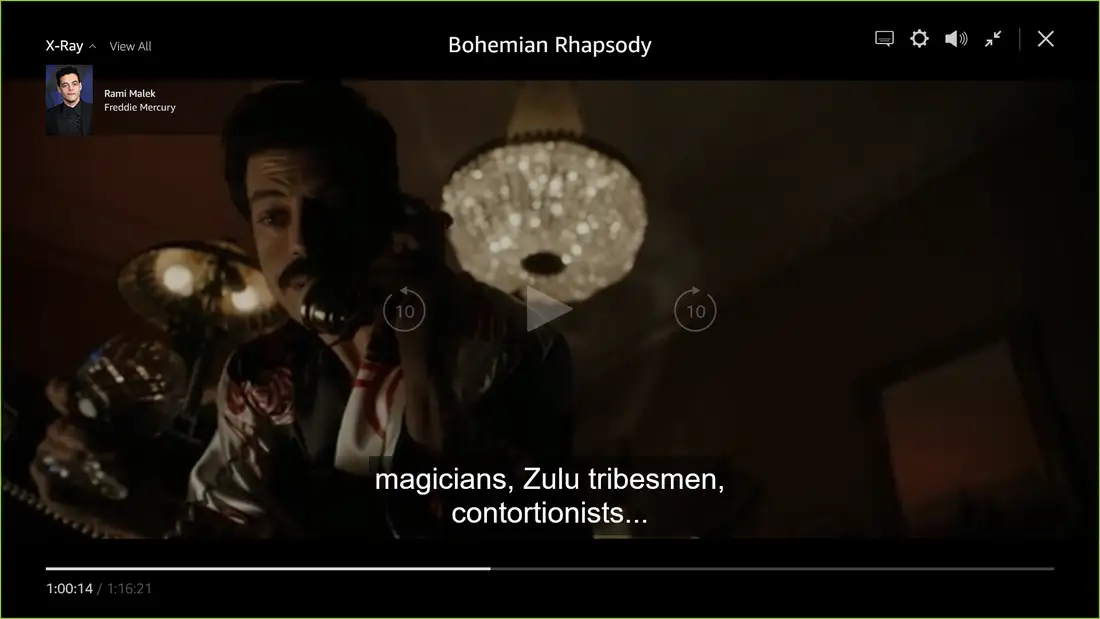 X-Ray View All
Bohemian Rhapsody
Rami Malek
Freddie Mercury
10
10
magicians, Zulu tribesmen,
contortionists...
1:00:14 / 1:16:21